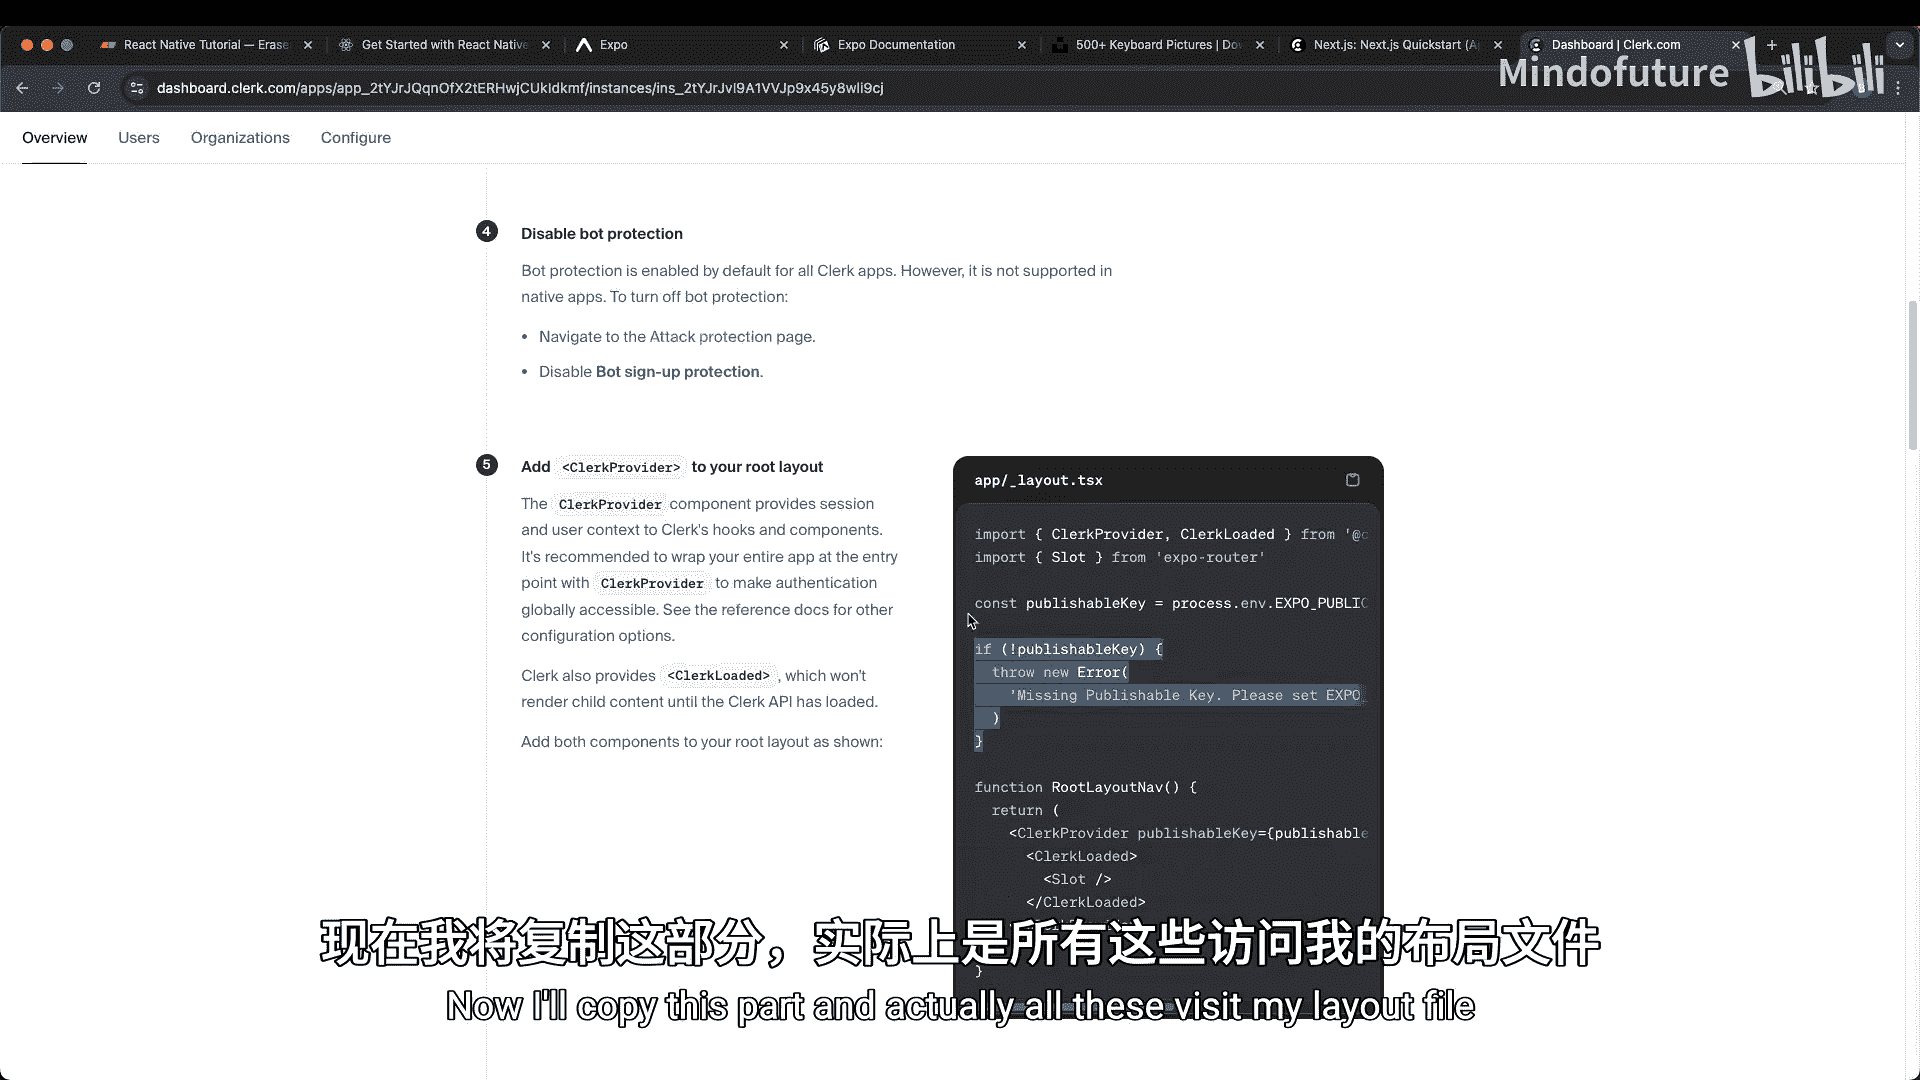 React Native Tutorial — Erase
Get Started with React Native
Expo
Expo Documentation
500+ Keyboard Pictures | Do
Next.js: Next.js Quickstart (A
Dashboard | Clerk.com
dashboard.clerk.com/apps/app_2tYJrJQqnOfX2tERHwjCUkIdkmf/instances/ins_2tYJrJvl9A1VVJp9x45y8wli9cj
Mindofuture bilibili
Overview
Users
Organizations
Configure
4
Disable bot protection
Bot protection is enabled by default for all Clerk apps. However, it is not supported in
native apps. To turn off bot protection:
• Navigate to the Attack protection page.
• Disable Bot sign-up protection.
5
Add <ClerkProvider> to your root layout
The ClerkProvider component provides session
and user context to Clerk's hooks and components.
It's recommended to wrap your entire app at the entry
point with ClerkProvider to make authentication
globally accessible. See the reference docs for other
configuration options.
Clerk also provides <ClerkLoaded>, which won't
render child content until the Clerk API has loaded.
Add both components to your root layout as shown:
app/_layout.tsx
import { ClerkProvider, ClerkLoaded } from '@c
import { Slot } from 'expo-router'
const publishableKey = process.env.EXPO_PUBLIC
if (!publishableKey) {
throw new Error(
'Missing Publishable Key. Please set EXPO_
)
}
function RootLayoutNav() {
return (
<ClerkProvider publishableKey={publishable
<ClerkLoaded>
<Slot />
</ClerkLoaded>
}
现在我将复制这部分，实际上是所有这些访问我的布局文件
Now I'll copy this part and actually all these visit my layout file